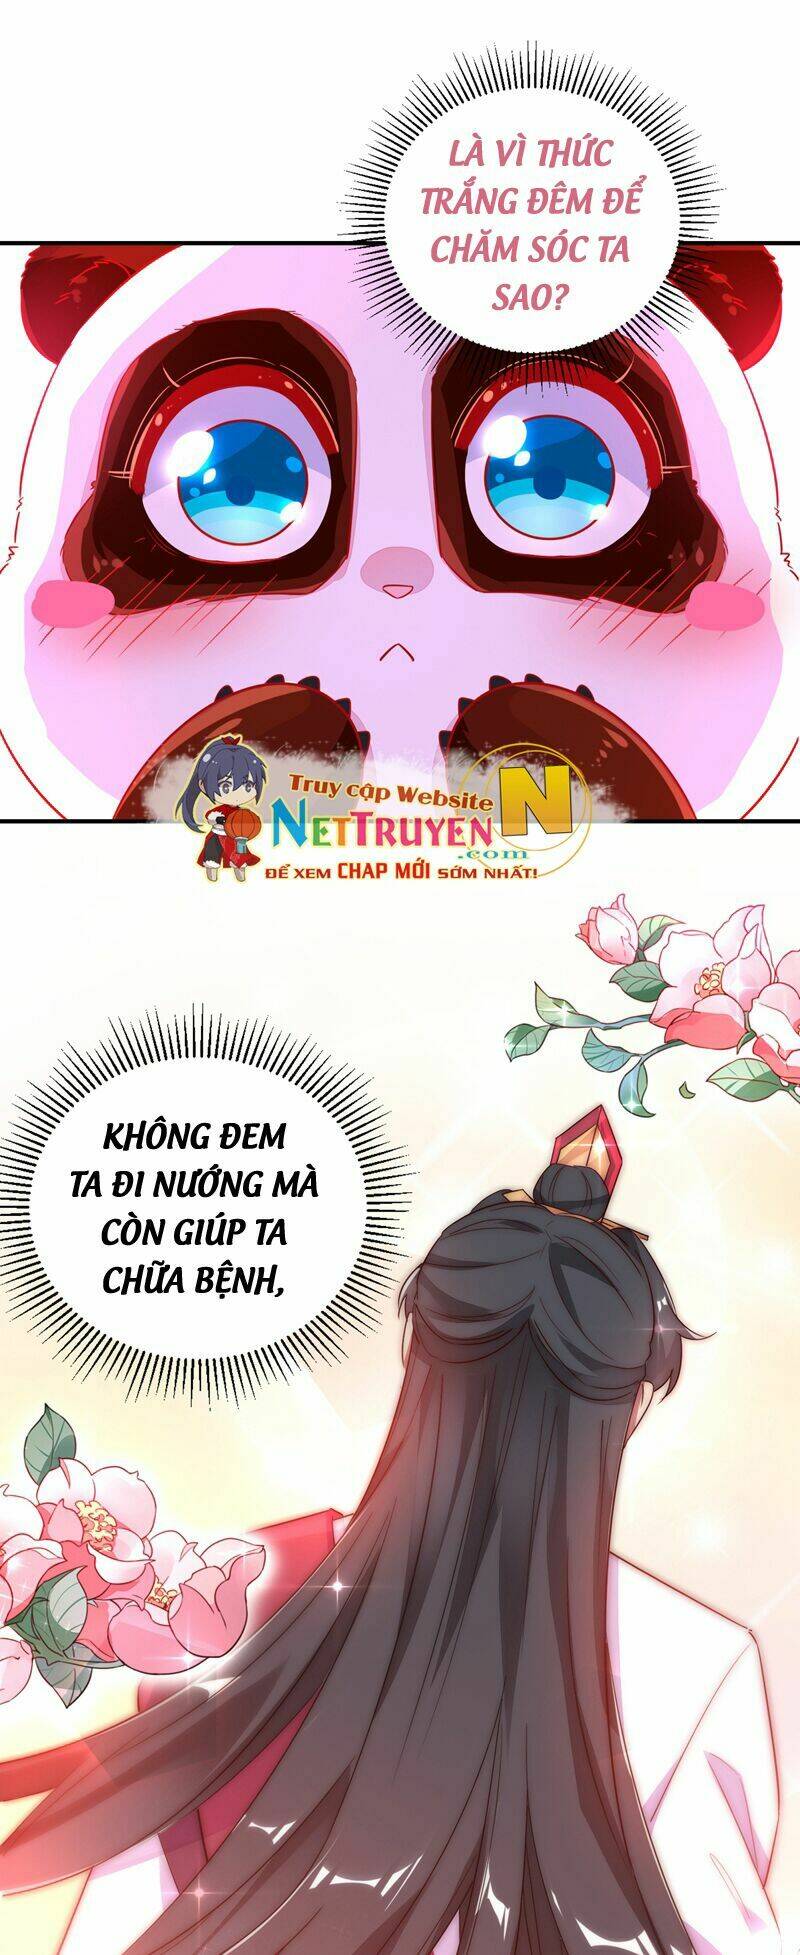 LÀ VÌ THỨC
TRẮNG ĐÊM ĐỂ
CHĂM SÓC TA
SAO?
Truy cập Website
NETTRUYEN
.com
N
ĐỂ XEM CHAP MỚI SỚM NHẤT!
KHÔNG ĐEM
TA ĐI NƯỚNG MÀ
CÒN GIÚP TA
CHỮA BỆNH,